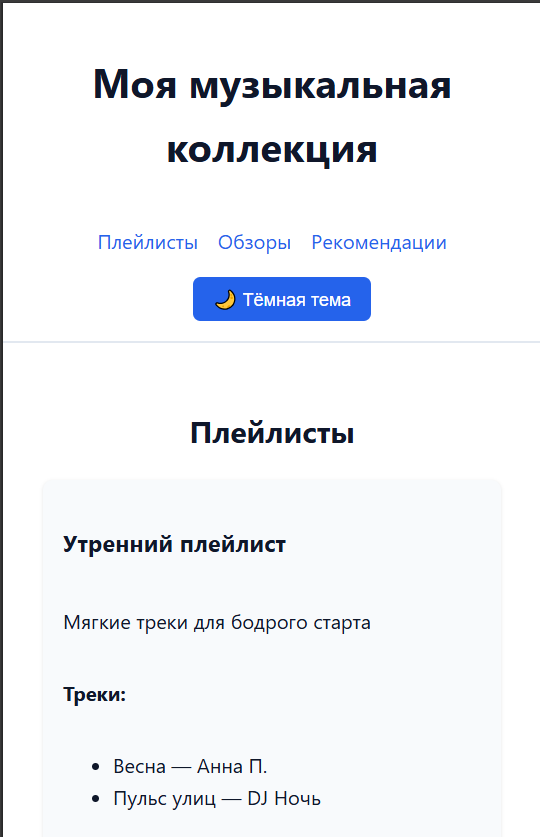 Моя музыкальная
коллекция
Плейлисты Обзоры Рекомендации
🌙 Тёмная тема
Плейлисты
Утренний плейлист
Мягкие треки для бодрого старта
Треки:
• Весна — Анна П.
• Пульс улиц — DJ Ночь